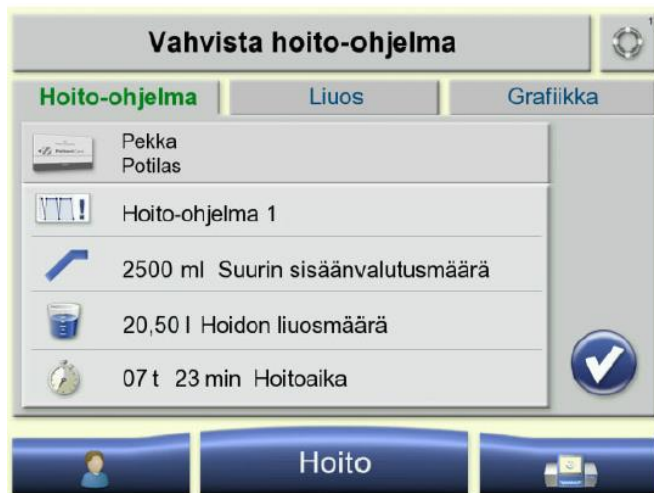 Vahvista hoito-ohjelma
Hoito-ohjelma
Liuos
Grafiikka
Pekka
Potilas
Hoito-ohjelma 1
2500 ml Suurin sisäänvalutusmäärä
20,50 l Hoidon liuosmäärä
07 t 23 min Hoitoaika
Hoito